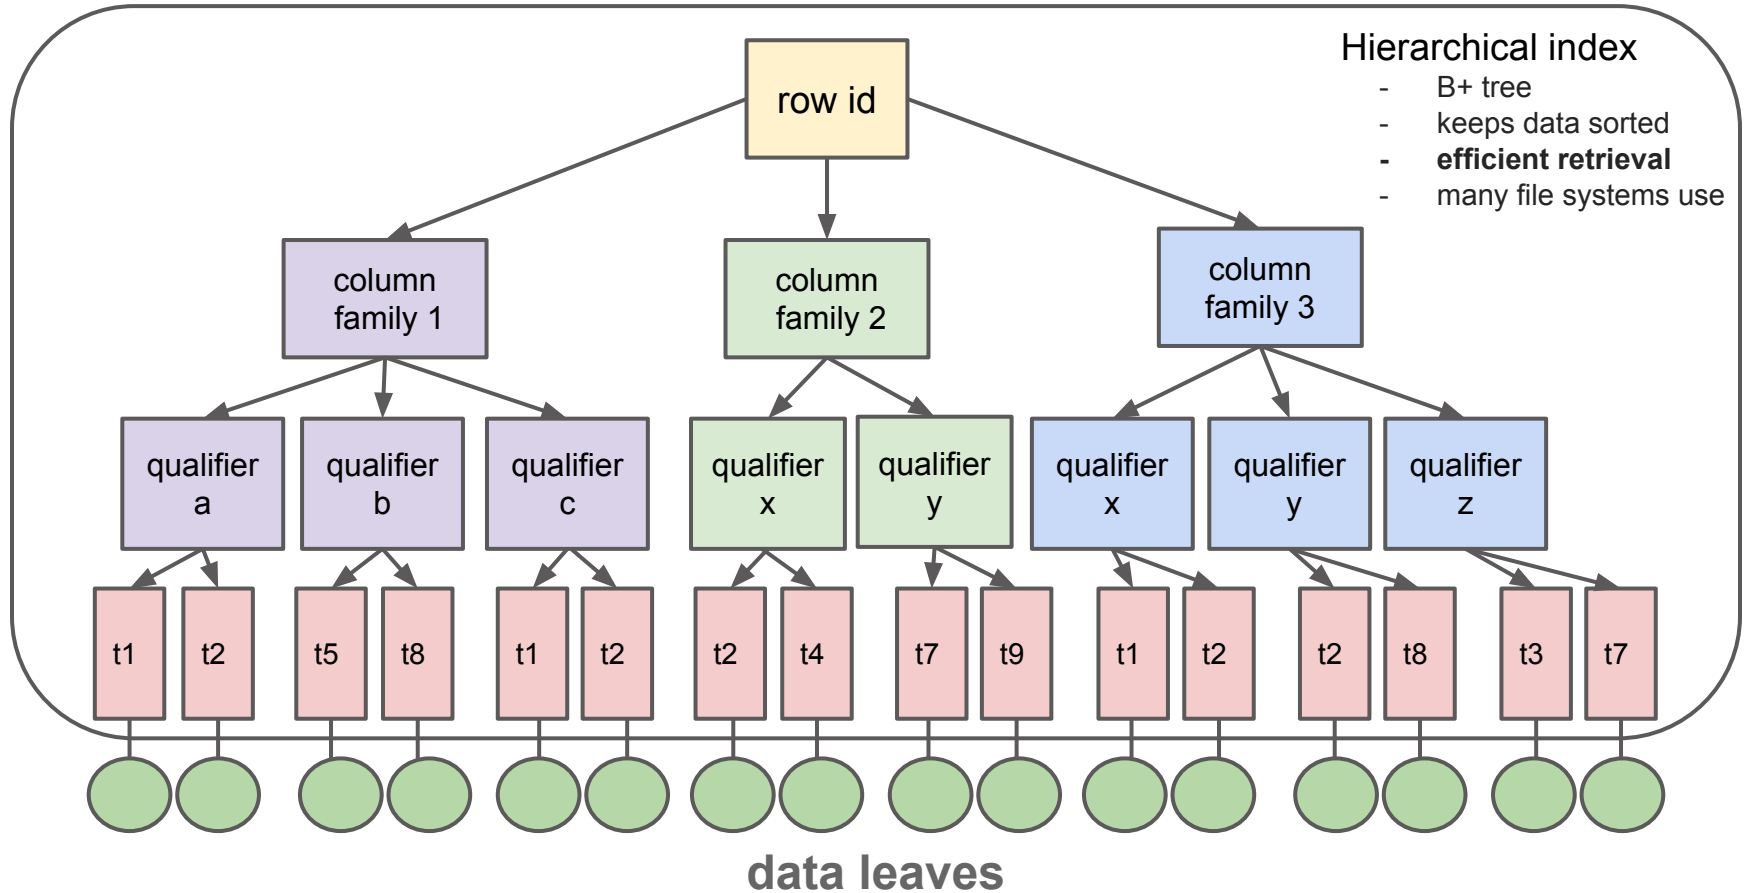 Hierarchical index
- B+ tree
- keeps data sorted
- efficient retrieval
- many file systems use
row id
column
family 1
column
family 2
column
family 3
qualifier
a
qualifier
b
qualifier
c
qualifier
x
qualifier
y
qualifier
x
qualifier
y
qualifier
z
t1
t2
t5
t8
t1
t2
t2
t4
t7
t9
t1
t2
t2
t8
t3
t7
data leaves